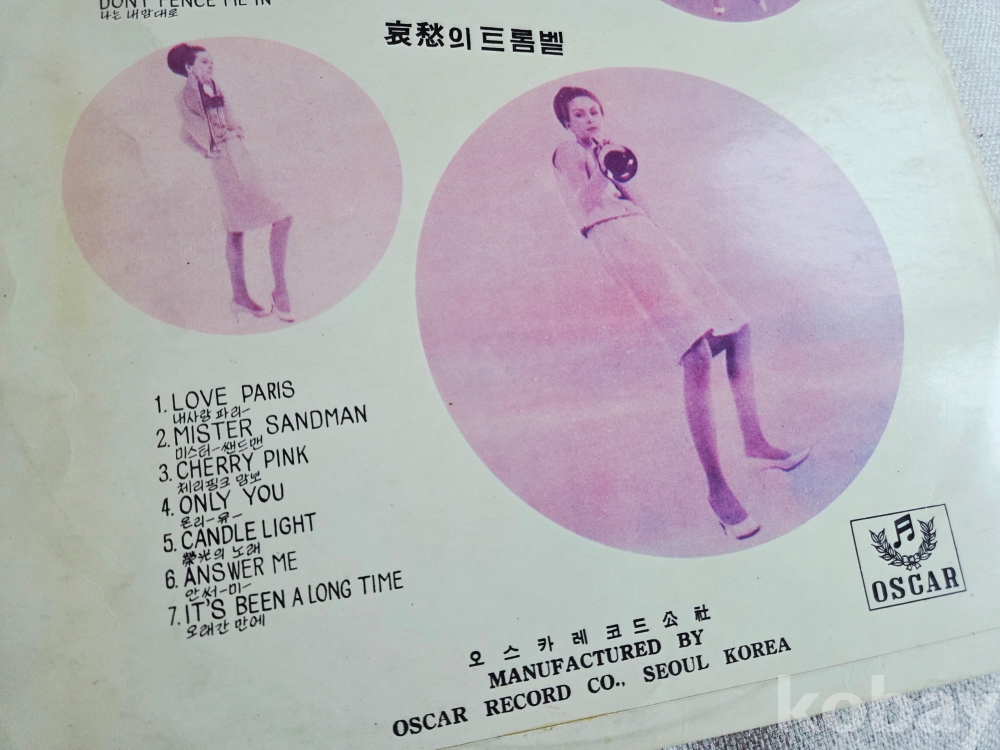 DON'T FENCE ME IN
나는 내맘대로
哀愁의 트롬벨
1. LOVE PARIS
내사랑 파리-
2. MISTER SANDMAN
미스터-쌘드맨
3. CHERRY PINK
체리핑크 맘보
4. ONLY YOU
온리-유-
5. CANDLE LIGHT
榮光의 노래
6. ANSWER ME
안써-미-
7. IT'S BEEN A LONG TIME
오래간 만에
OSCAR
오스카레코드公社
MANUFACTURED BY
OSCAR RECORD CO., SEOUL KOREA
kobay